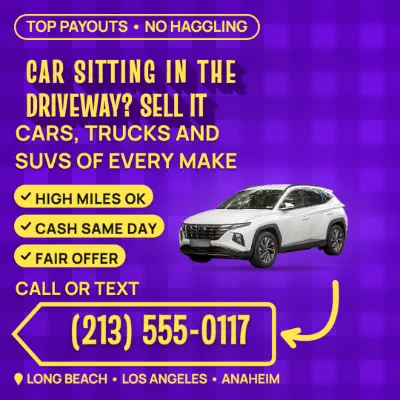 TOP PAYOUTS • NO HAGGLING
CAR SITTING IN THE
DRIVEWAY? SELL IT
CARS, TRUCKS AND
SUVS OF EVERY MAKE
HIGH MILES OK
CASH SAME DAY
FAIR OFFER
CALL OR TEXT
(213) 555-0117
LONG BEACH • LOS ANGELES • ANAHEIM